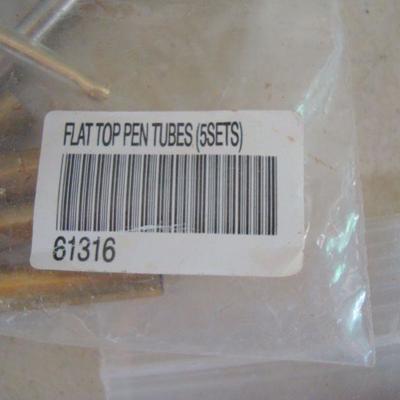 FLAT TOP PEN TUBES (5SETS)
61316